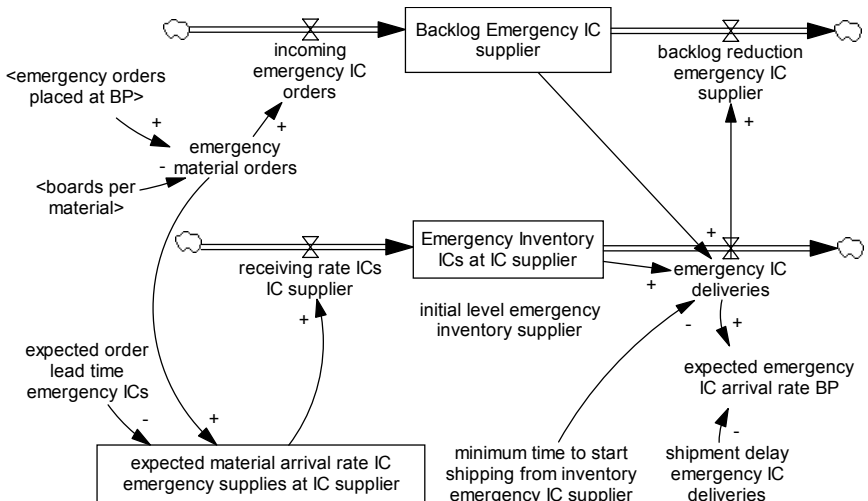 Backlog Emergency IC
supplier
incoming
emergency IC
orders
backlog reduction
emergency IC
supplier
<emergency orders
placed at BP>
+
+
+
emergency
material orders
-
<boards per
material>
Emergency Inventory
ICs at IC supplier
+
receiving rate ICs
IC supplier
emergency IC
deliveries
+
initial level emergency
inventory supplier
+
-
+
expected order
lead time
emergency ICs
expected emergency
IC arrival rate BP
-
+
-
expected material arrival rate IC
emergency supplies at IC supplier
minimum time to start
shipping from inventory
emergency IC supplier
shipment delay
emergency IC
deliveries